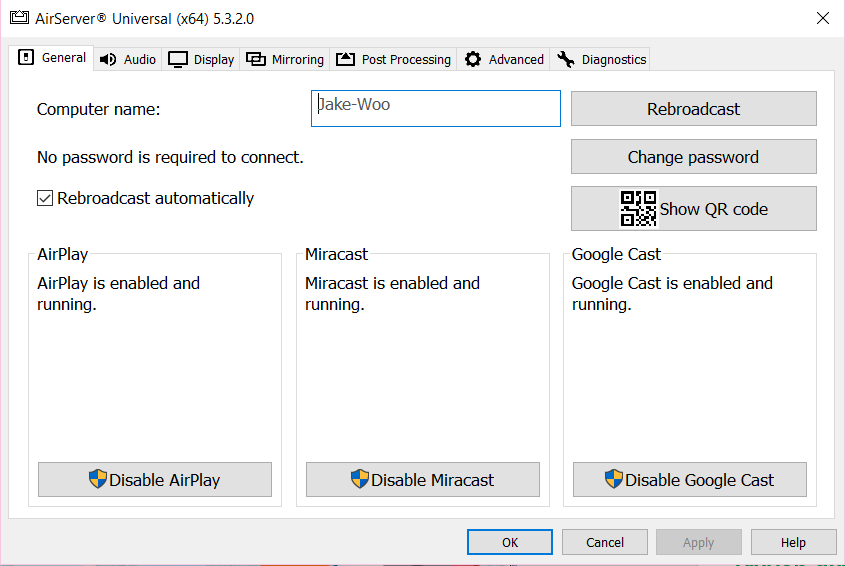 AirServer® Universal (x64) 5.3.2.0
General Audio Display Mirroring Post Processing Advanced Diagnostics
Computer name: Jake-Woo Rebroadcast
No password is required to connect. Change password
Rebroadcast automatically
Show QR code
AirPlay Miracast Google Cast
AirPlay is enabled and Miracast is enabled and Google Cast is enabled and
running. running. running.
Disable AirPlay Disable Miracast Disable Google Cast
OK Cancel Apply Help